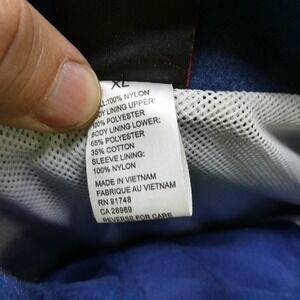 XL
100% NYLON
BODY LINING UPPER:
100% POLYESTER
BODY LINING LOWER:
65% POLYESTER
35% COTTON
SLEEVE LINING:
100% NYLON
MADE IN VIETNAM
FABRIQUE AU VIETNAM
RN 91748
CA 26969
REVERSE FOR CARE